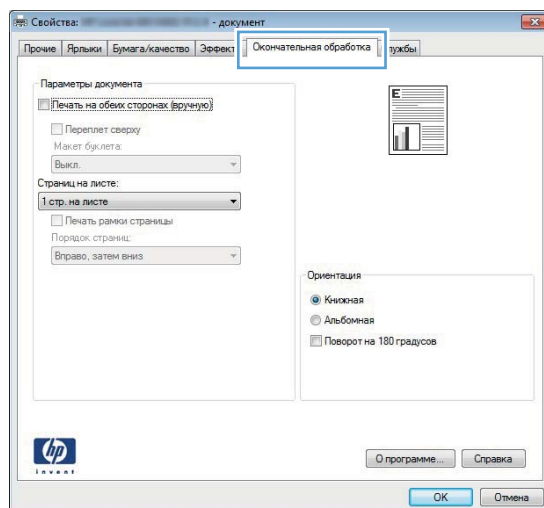 Свойства: - документ
Прочие Ярлыки Бумага/качество Эффект Окончательная обработка ужбы
Параметры документа
Печать на обеих сторонах (вручную)
Переплет сверху
Макет буклета:
Выкл.
Страниц на листе:
1 стр. на листе
Печать рамки страницы
Порядок страниц:
Вправо, затем вниз
E
Ориентация
Книжная
Альбомная
Поворот на 180 градусов
hp
invent
О программе... Справка
OK Отмена